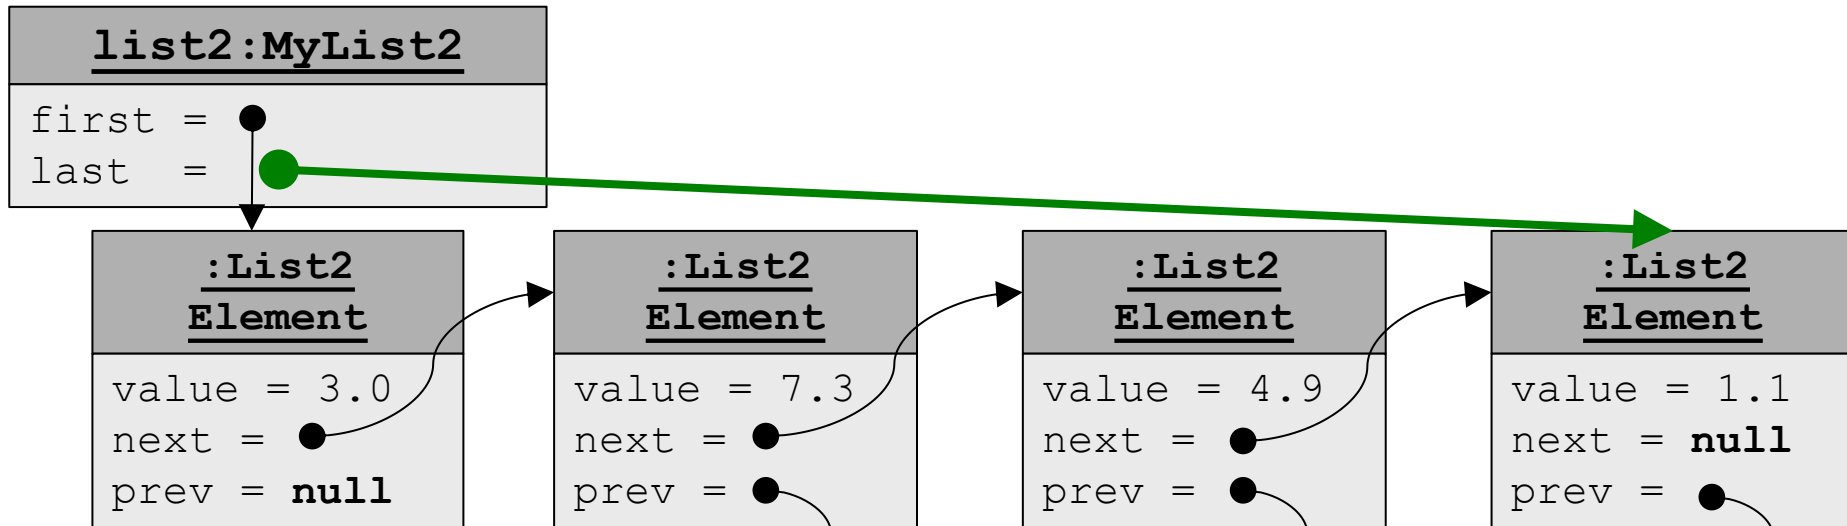 list2:MyList2
first =
last =
:List2
Element
value = 3.0
next =
prev = null
:List2
Element
value = 7.3
next =
prev =
:List2
Element
value = 4.9
next =
prev =
:List2
Element
value = 1.1
next = null
prev =